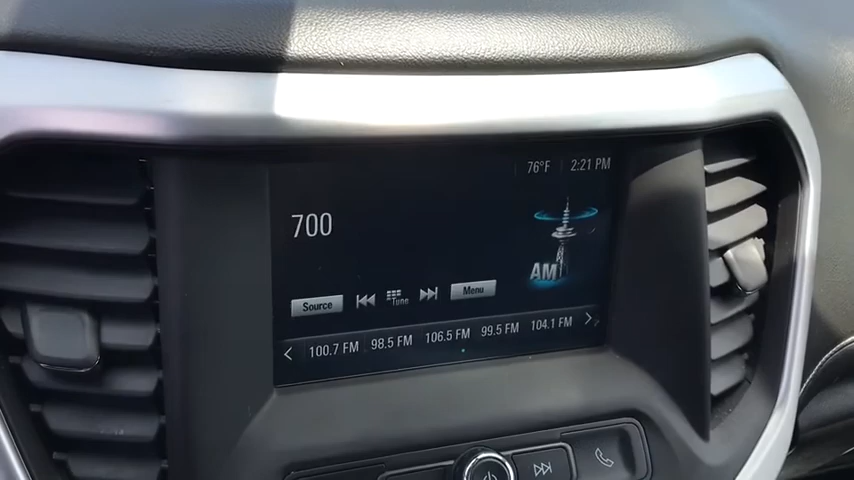 76°F 2:21 PM
700
AM
Source Tune Menu
100.7 FM 98.5 FM 106.5 FM 99.5 FM 104.1 FM